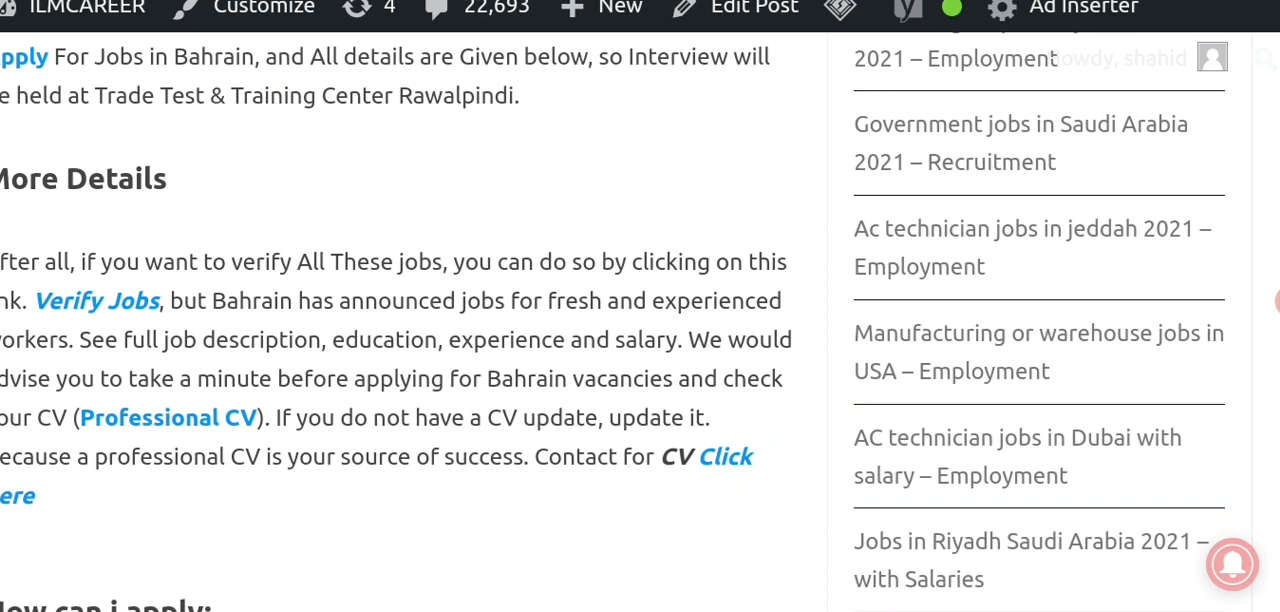 ILMCAREER Customize 4 22,693 New Edit Post Ad Inserter
Howdy, shahid
pply For Jobs in Bahrain, and All details are Given below, so Interview will
e held at Trade Test & Training Center Rawalpindi.
More Details
fter all, if you want to verify All These jobs, you can do so by clicking on this
nk. Verify Jobs, but Bahrain has announced jobs for fresh and experienced
workers. See full job description, education, experience and salary. We would
dvise you to take a minute before applying for Bahrain vacancies and check
our CV (Professional CV). If you do not have a CV update, update it.
ecause a professional CV is your source of success. Contact for CV Click
ere
How can i apply:
2021 – Employment
Government jobs in Saudi Arabia
2021 – Recruitment
Ac technician jobs in jeddah 2021 –
Employment
Manufacturing or warehouse jobs in
USA – Employment
AC technician jobs in Dubai with
salary – Employment
Jobs in Riyadh Saudi Arabia 2021 –
with Salaries